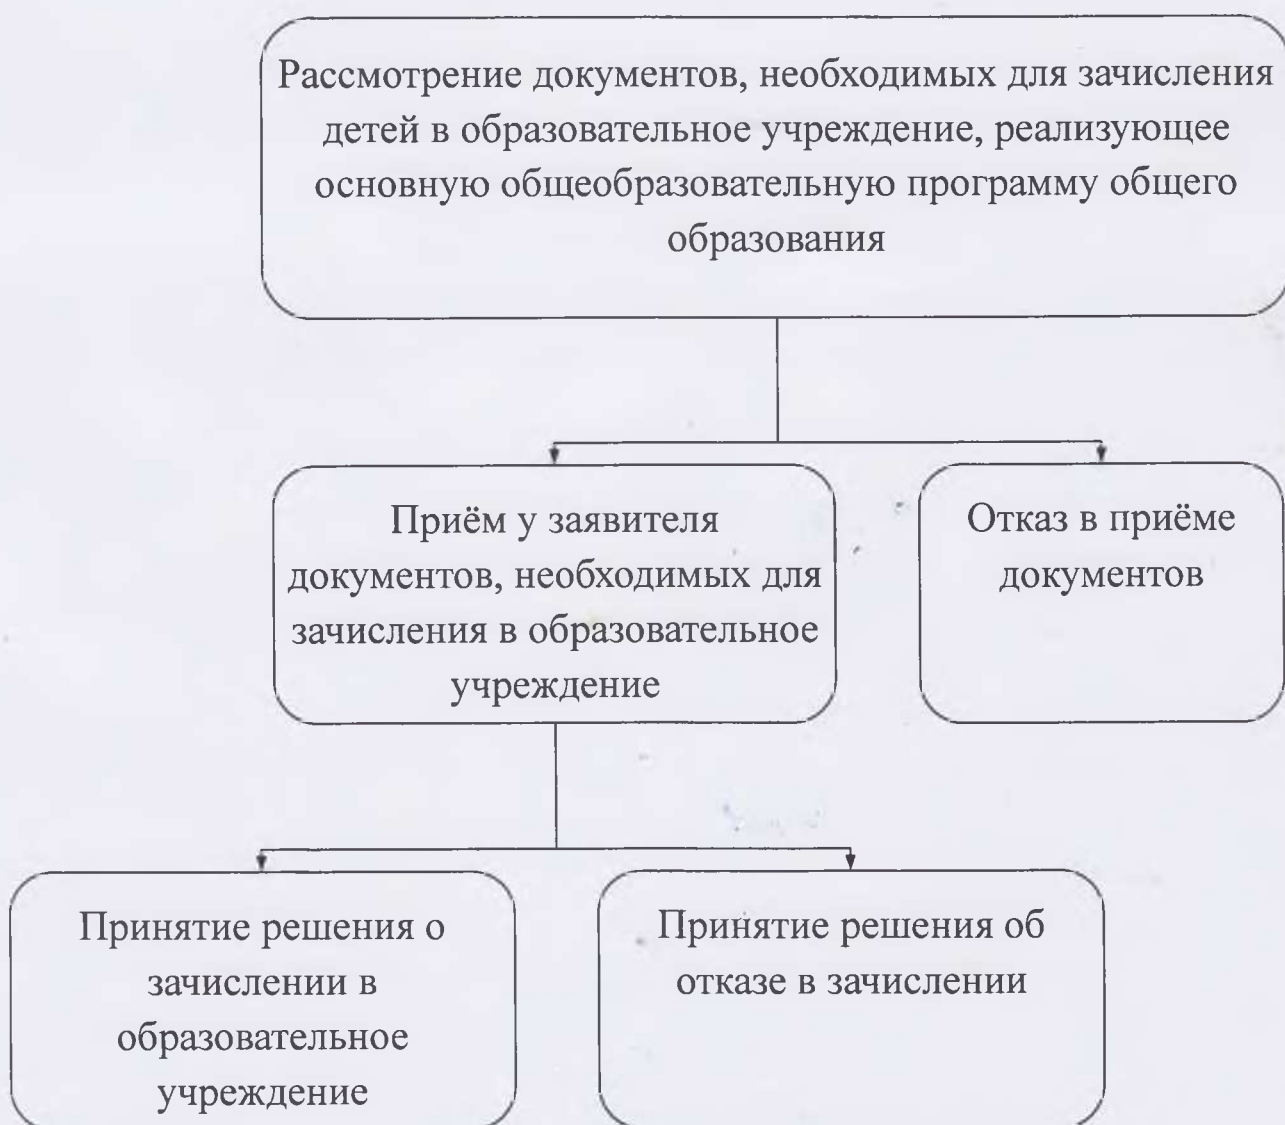 Рассмотрение документов, необходимых для зачисления
детей в образовательное учреждение, реализующее
основную общеобразовательную программу общего
образования
Приём у заявителя
документов, необходимых для
зачисления в образовательное
учреждение
Отказ в приёме
документов
Принятие решения о
зачислении в
образовательное
учреждение
Принятие решения об
отказе в зачислении